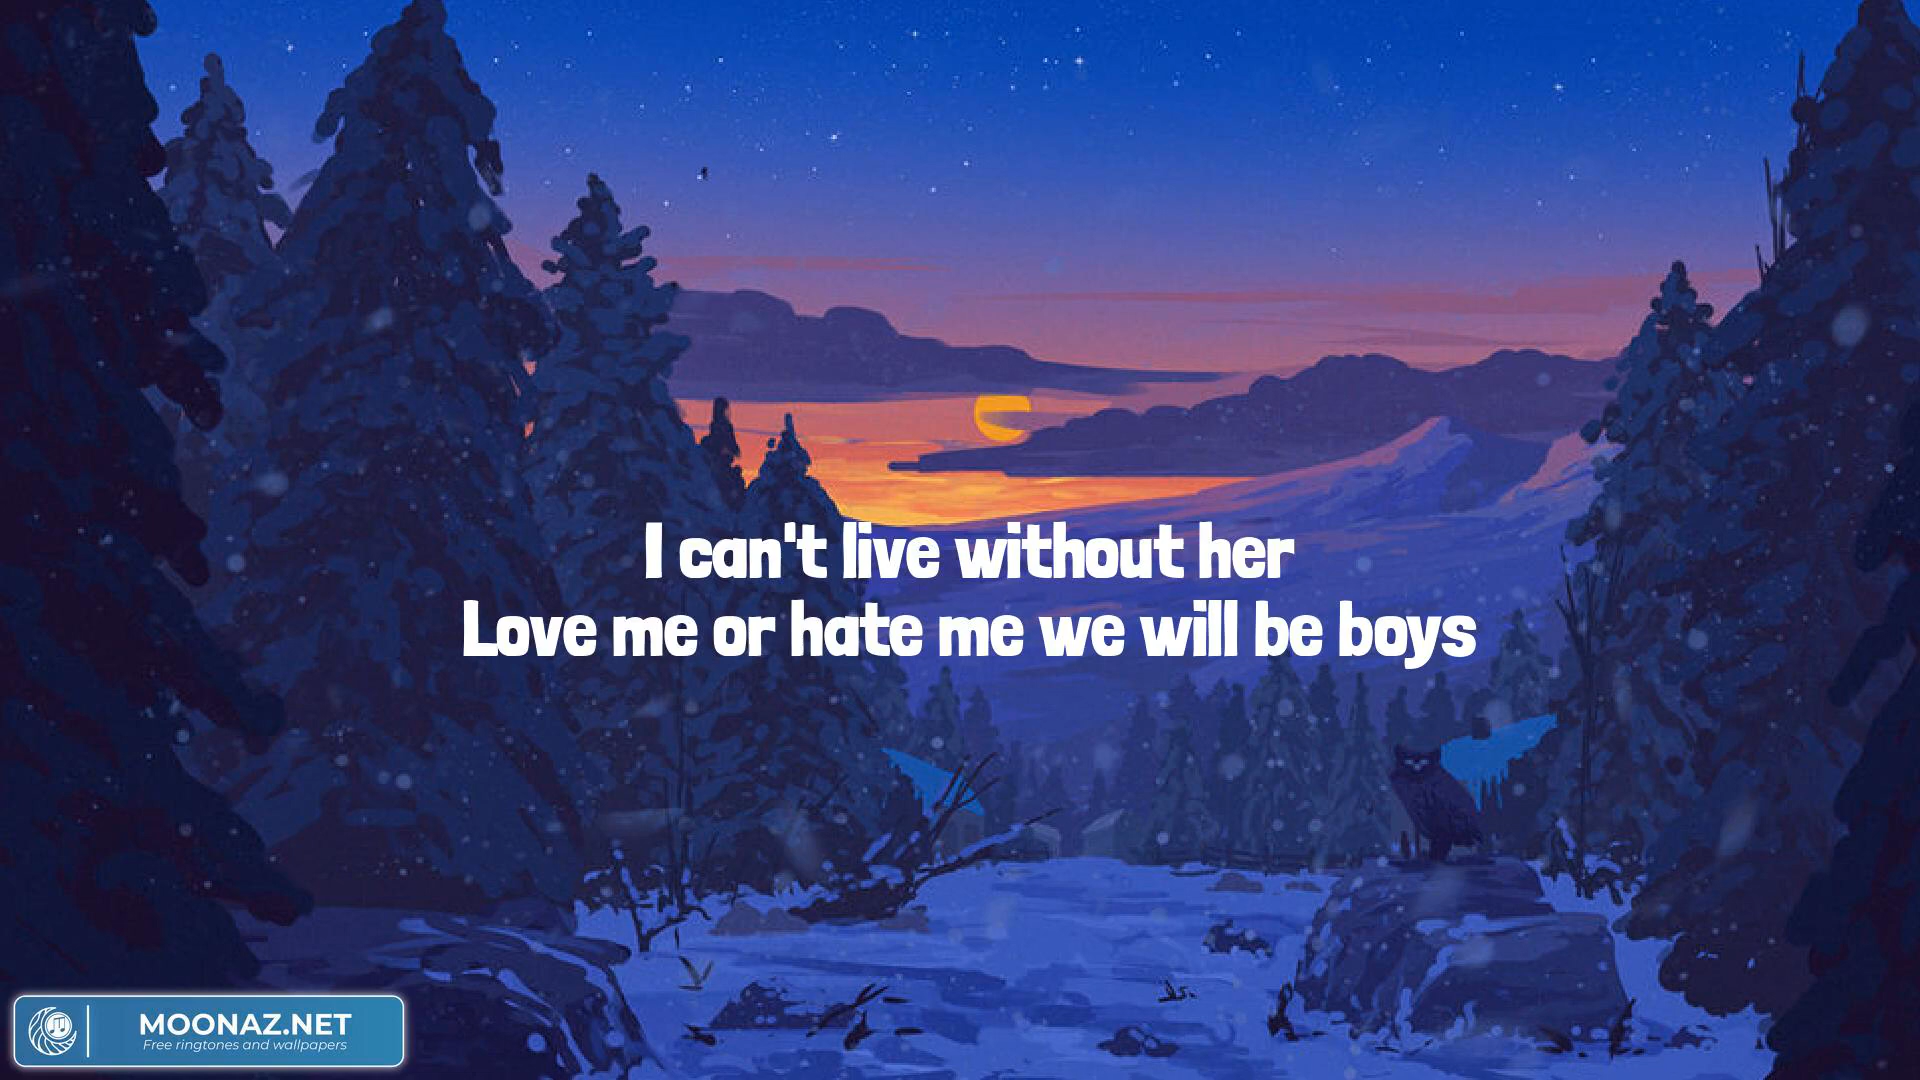 I can't live without her
Love me or hate me we will be boys
MOONAZ.NET
Free ringtones and wallpapers